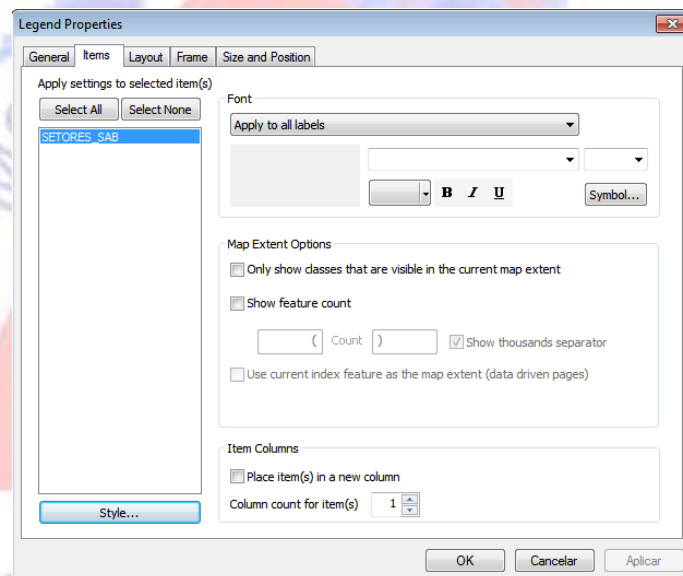 Legend Properties
General Items Layout Frame Size and Position
Apply settings to selected item(s)
Select All Select None
SETORES_SAB
Style...
Font
Apply to all labels
B I U Symbol...
Map Extent Options
Only show classes that are visible in the current map extent
Show feature count
( Count ) Show thousands separator
Use current index feature as the map extent (data driven pages)
Item Columns
Place item(s) in a new column
Column count for item(s) 1
OK Cancelar Aplicar